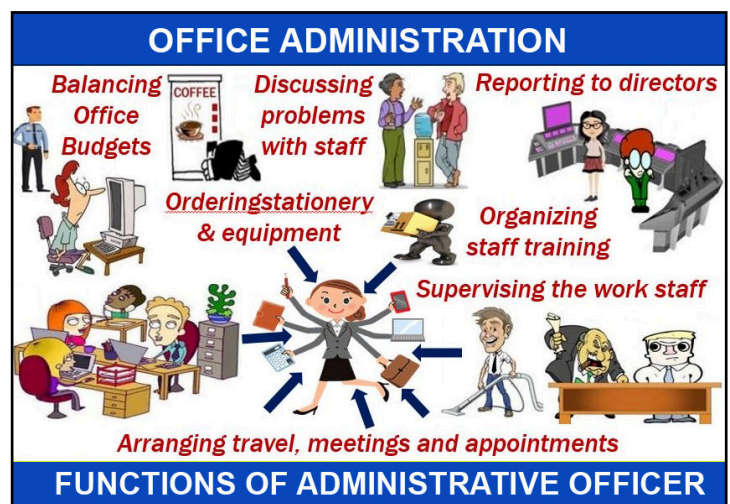 OFFICE ADMINISTRATION
Balancing
Office
Budgets
COFFEE
Discussing
problems
with staff
Reporting to directors
Orderingstationery
& equipment
Organizing
staff training
Supervising the work staff
Arranging travel, meetings and appointments
FUNCTIONS OF ADMINISTRATIVE OFFICER